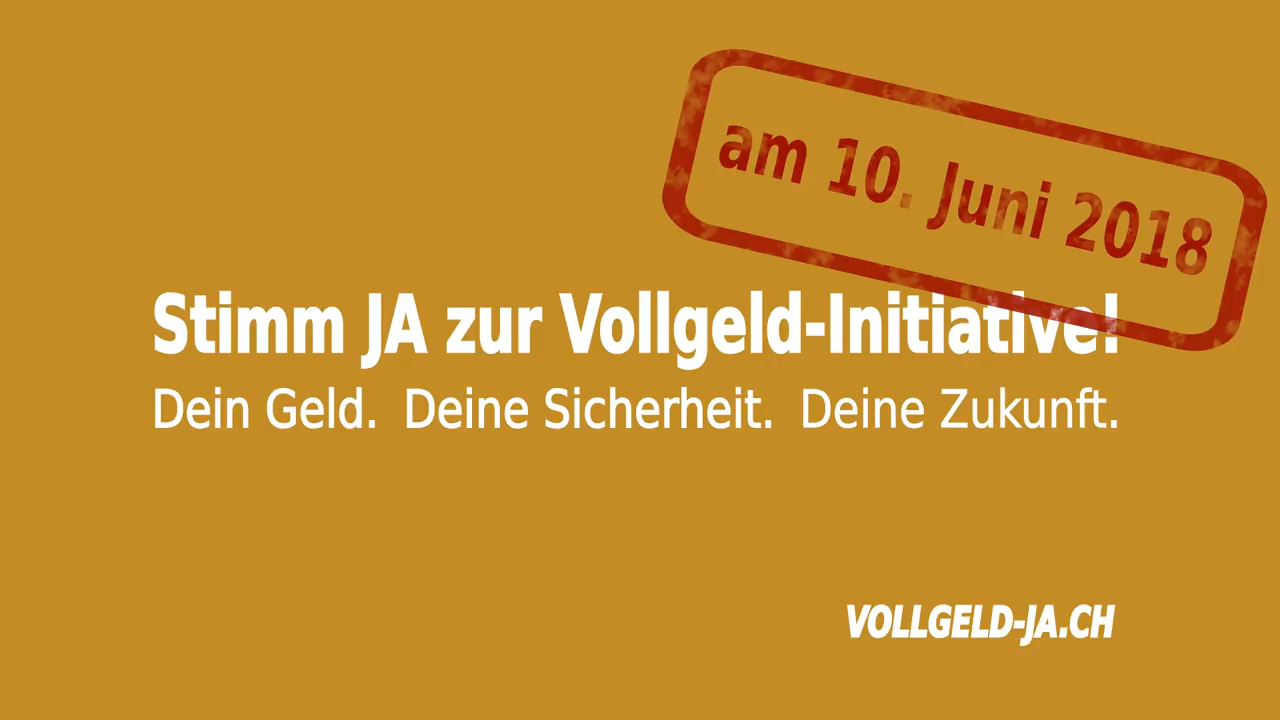 am 10. Juni 2018
Stimm JA zur Vollgeld-Initiative!
Dein Geld. Deine Sicherheit. Deine Zukunft.
VOLLGELD-JA.CH